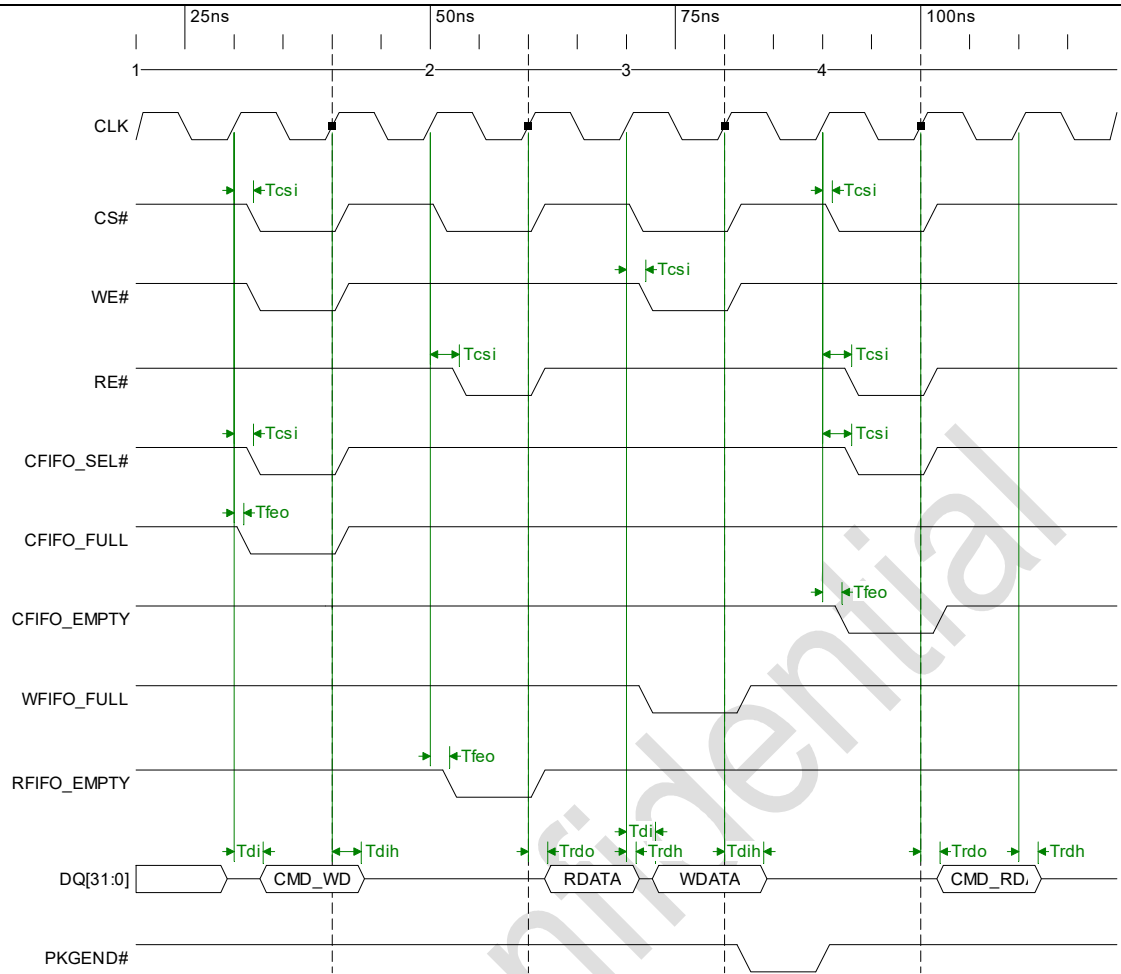 25ns 50ns 75ns 100ns
1 2 3 4
CLK
Tcsi Tcsi
CS#
Tcsi
WE#
Tcsi Tcsi
RE#
Tcsi Tcsi
CFIFO_SEL#
Tfeo
CFIFO_FULL
Tfeo
CFIFO_EMPTY
WFIFO_FULL
Tfeo
RFIFO_EMPTY
Tdi
Tdi Tdih Trdo Trdh Tdih Trdo Trdh
DQ[31:0] CMD_WD RDATA WDATA CMD_RD
PKGEND#
nfidential